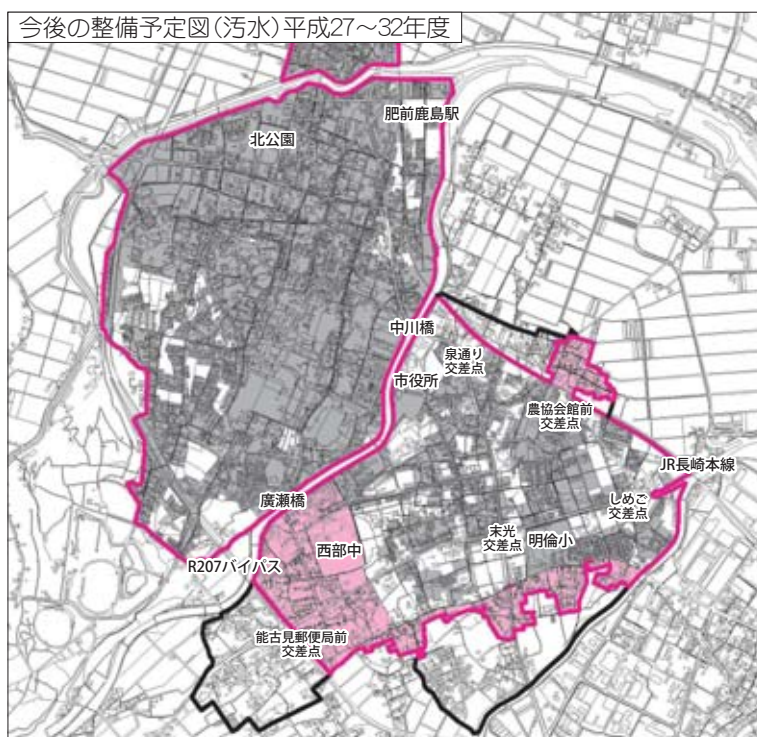 今後の整備予定図（汚水）平成27～32年度
肥前鹿島駅
北公園
中川橋
泉通り
交差点
市役所
農協会館前
交差点
JR長崎本線
しめご
交差点
廣瀬橋
末光
交差点
明倫小
西部中
R207バイパス
能古見郵便局前
交差点